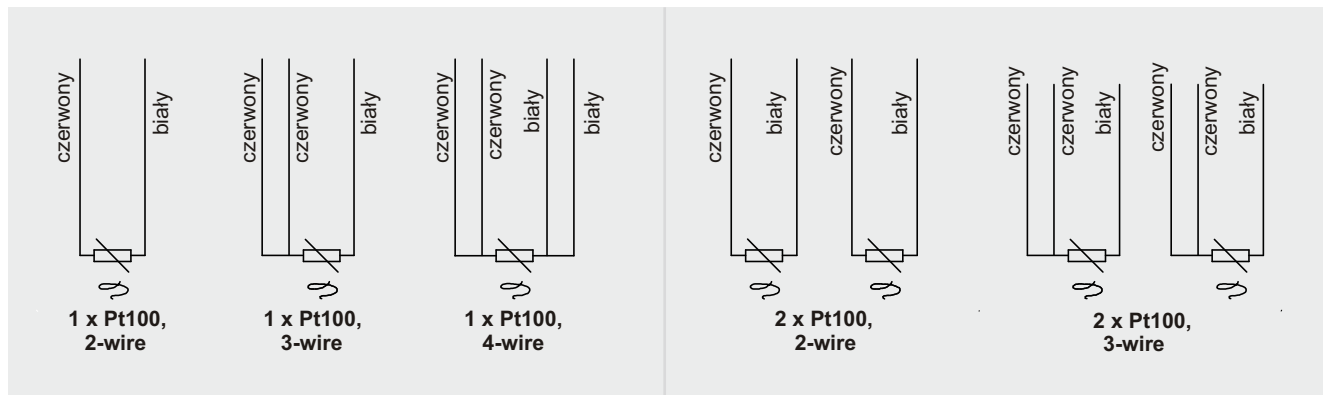 czerwony
biały
czerwony
czerwony
biały
czerwony
czerwony
biały
biały
czerwony
biały
czerwony
biały
czerwony
czerwony
biały
czerwony
czerwony
biały
1 x Pt100,
2-wire
1 x Pt100,
3-wire
1 x Pt100,
4-wire
2 x Pt100,
2-wire
2 x Pt100,
3-wire